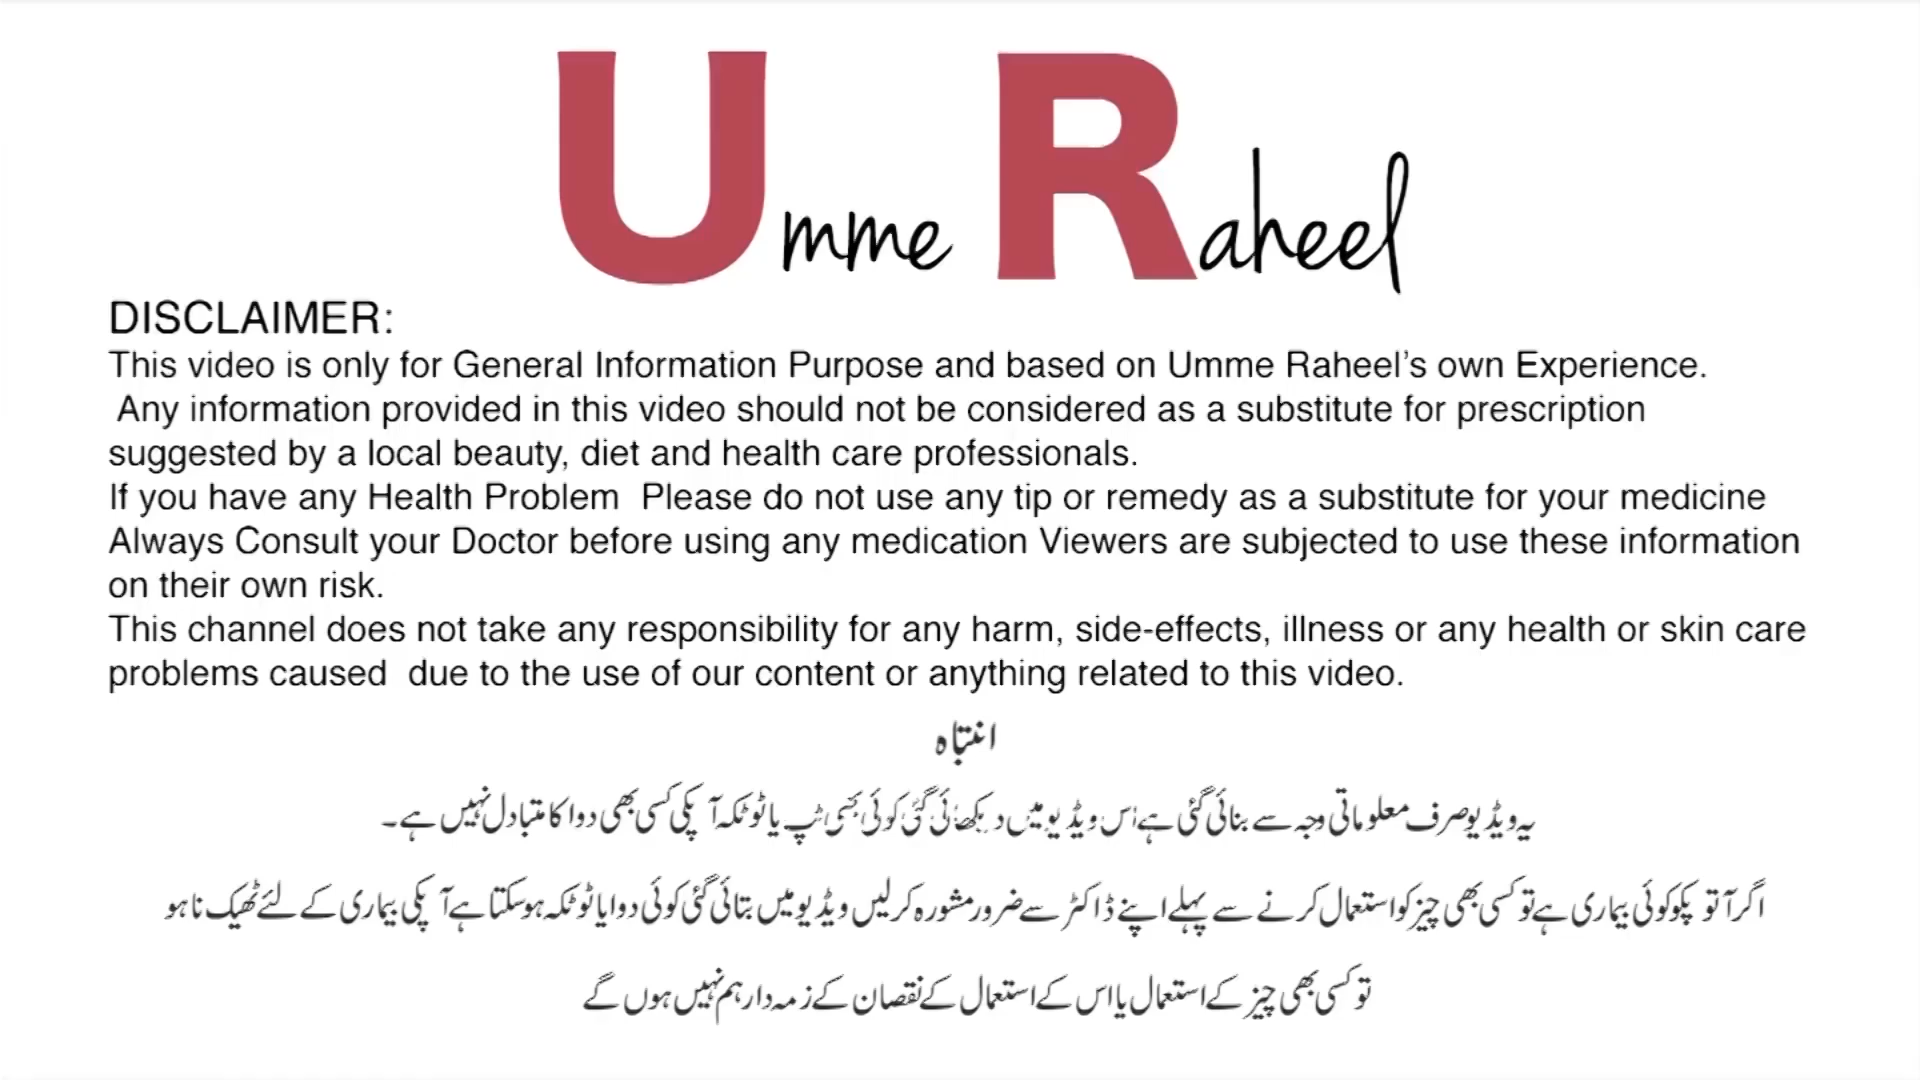 Umme Raheel
DISCLAIMER:
This video is only for General Information Purpose and based on Umme Raheel’s own Experience.
Any information provided in this video should not be considered as a substitute for prescription
suggested by a local beauty, diet and health care professionals.
If you have any Health Problem  Please do not use any tip or remedy as a substitute for your medicine
Always Consult your Doctor before using any medication Viewers are subjected to use these information
on their own risk.
This channel does not take any responsibility for any harm, side-effects, illness or any health or skin care
problems caused  due to the use of our content or anything related to this video.
انتباہ
یہ ویڈیو صرف معلوماتی وجہ سے بنائی گئی ہے اس ویڈیو میں دیکھائی گئی کوئی بھی ٹپ یا ٹوٹکہ آ پکی کسی بھی دوا کا متبادل نہیں ہے۔
اگر آ تو پکو کوئی بیماری ہے تو کسی بھی چیز کو استعمال کرنے سے پہلے اپنے ڈاکٹر سے ضرور مشورہ کر لیں ویڈیو میں بتائی گئی کوئی دوا یا ٹوٹکہ ہو سکتا ہے آ پکی بیماری کے لئے ٹھیک نا ہو
تو کسی بھی چیز کے استعمال یا اس کے استعمال کے نقصان کے زمہ دار ہم نہیں ہوں گے